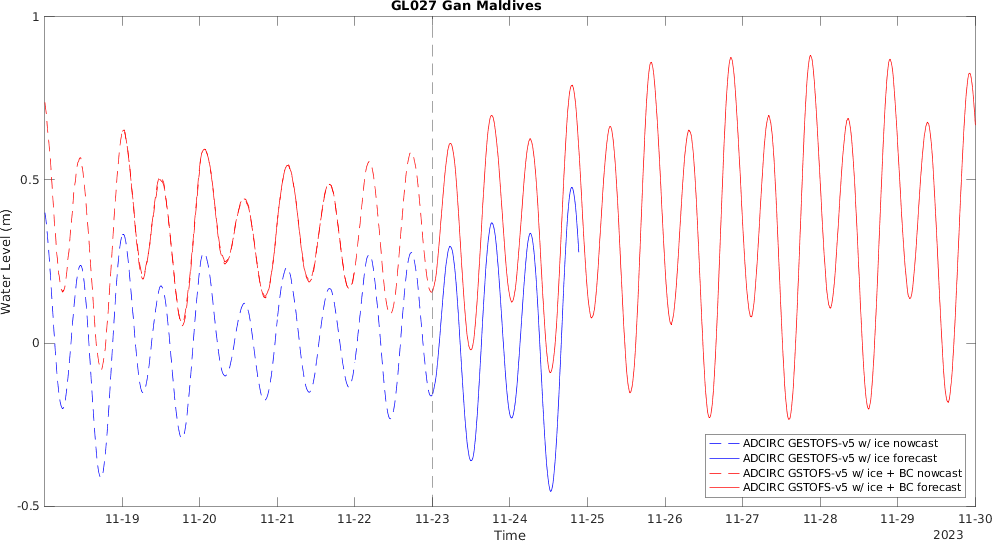 GL027 Gan Maldives
1
0.5
0
-0.5
Water Level (m)
11-19
11-20
11-21
11-22
11-23
11-24
11-25
11-26
11-27
11-28
11-29
11-30
Time
2023
ADCIRC GESTOFS-v5 w/ ice nowcast
ADCIRC GESTOFS-v5 w/ ice forecast
ADCIRC GSTOFS-v5 w/ ice + BC nowcast
ADCIRC GSTOFS-v5 w/ ice + BC forecast